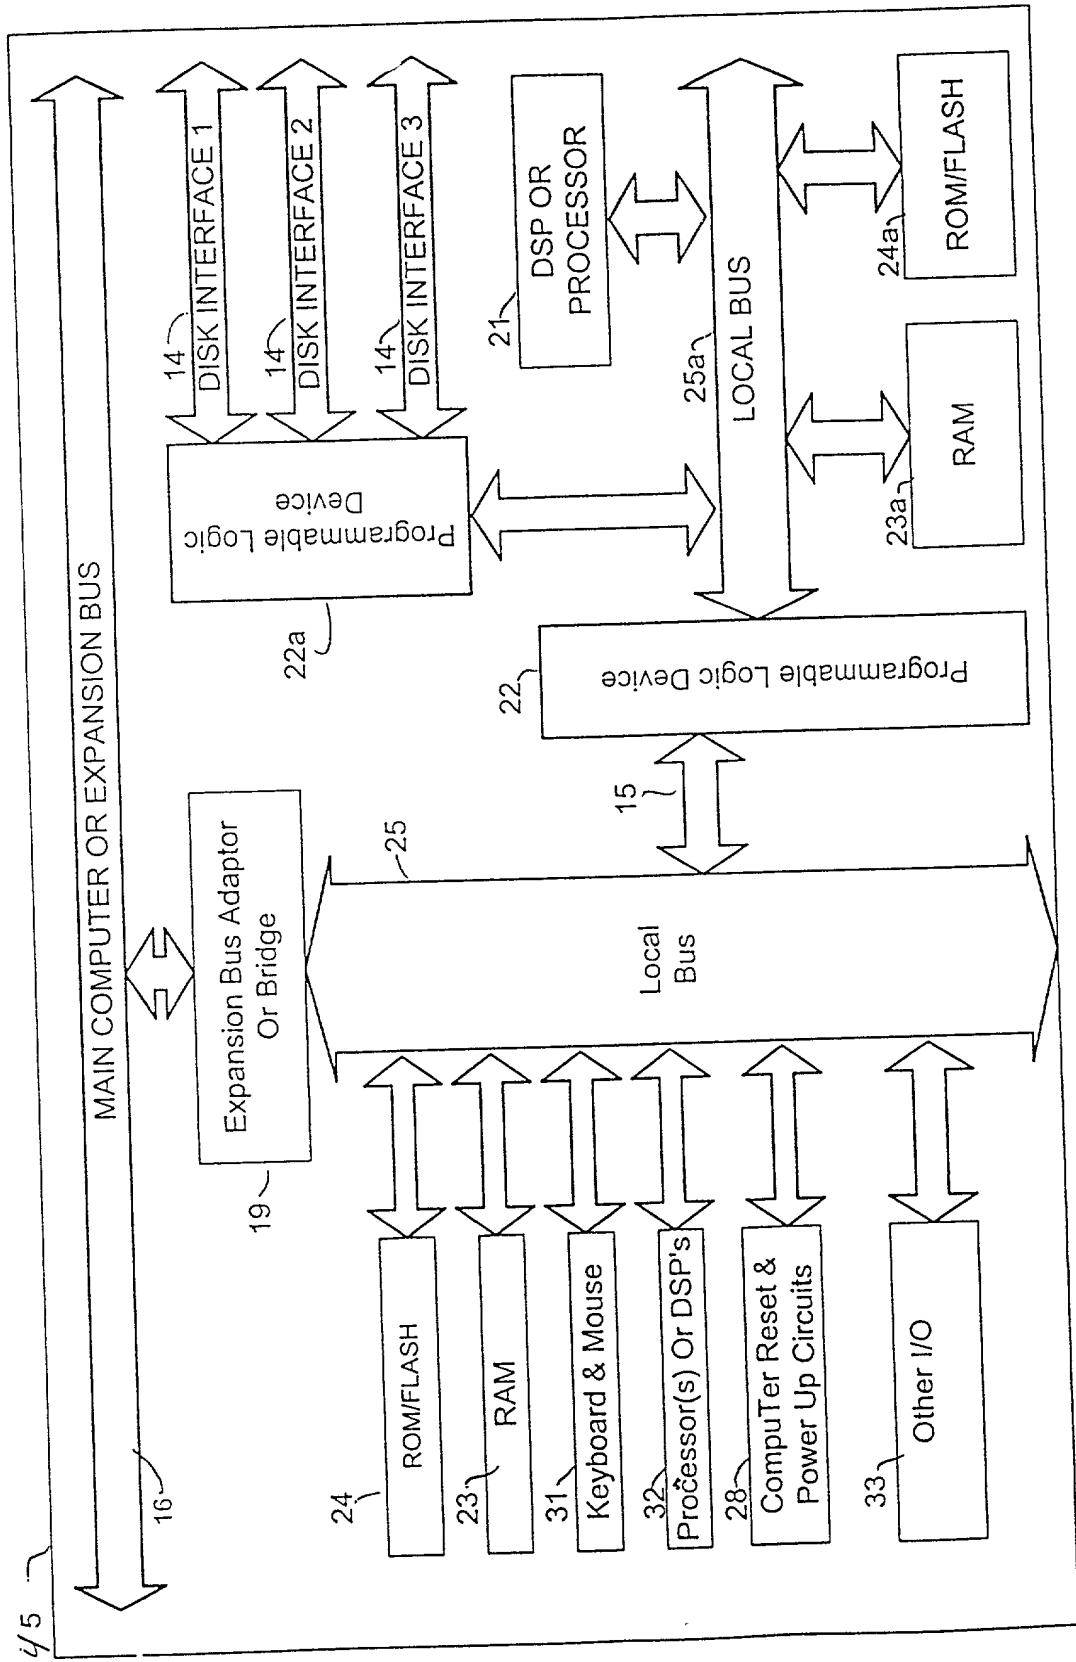 i/5
MAIN COMPUTER OR EXPANSION BUS
16
19
Expansion Bus Adaptor
Or Bridge
14
DISK INTERFACE 1
14
DISK INTERFACE 2
14
DISK INTERFACE 3
Programmable Logic
Device
22a
24
ROM/FLASH
23
RAM
31
Keyboard & Mouse
32
Processor(s) Or DSP's
28
CompuTer Reset &
Power Up Circuits
33
Other I/O
25
Local
Bus
15
22
Programmable Logic Device
21
DSP OR
PROCESSOR
25a
LOCAL BUS
23a
RAM
24a
ROM/FLASH